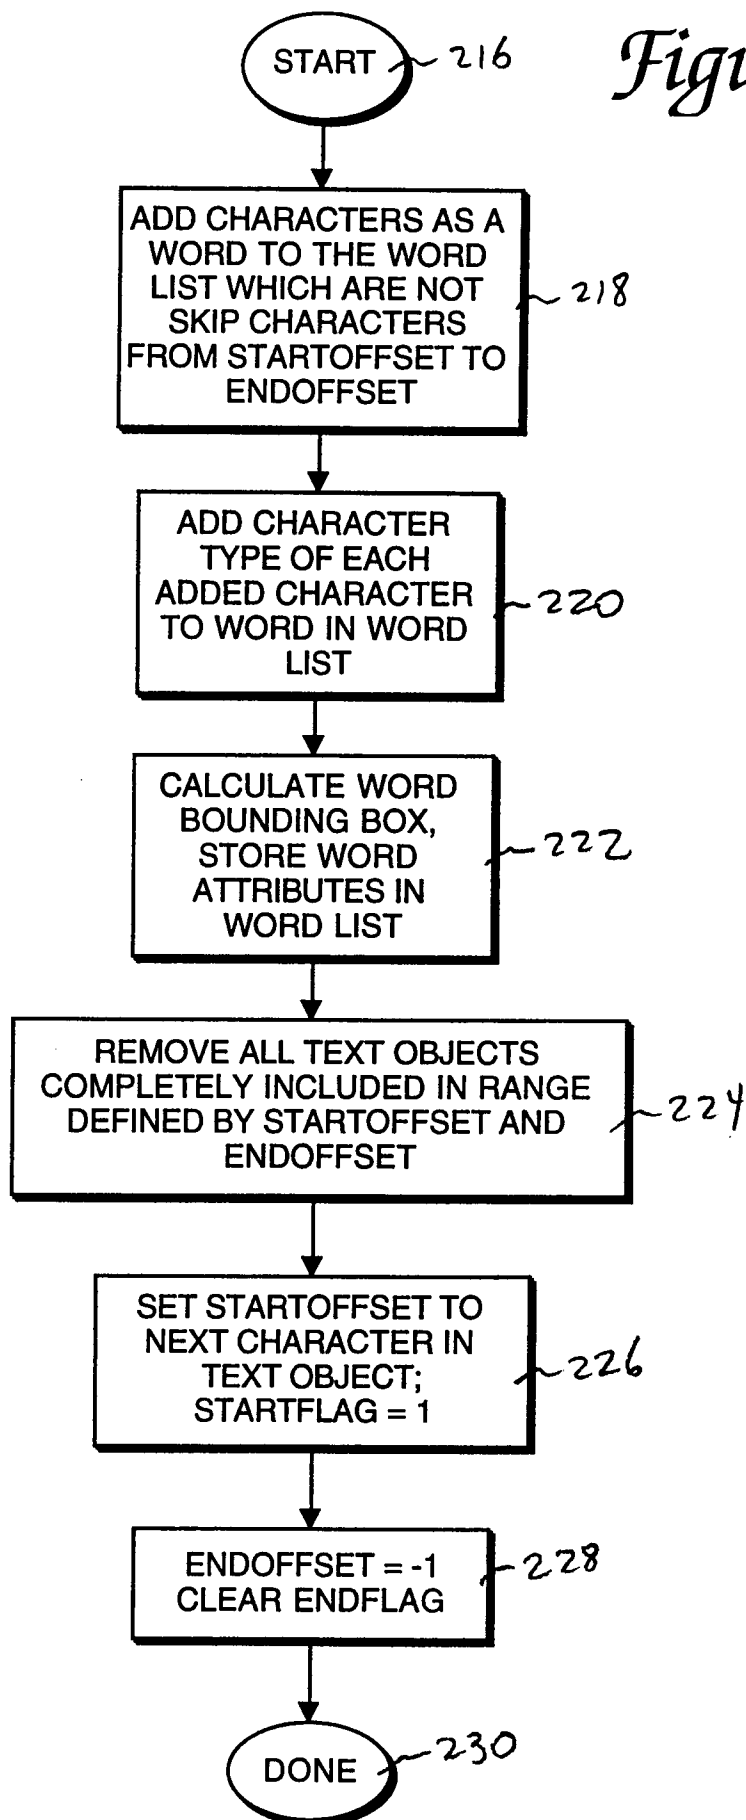 START 216
ADD CHARACTERS AS A
WORD TO THE WORD
LIST WHICH ARE NOT
SKIP CHARACTERS
FROM STARTOFFSET TO
ENDOFFSET
218
ADD CHARACTER
TYPE OF EACH
ADDED CHARACTER
TO WORD IN WORD
LIST
220
CALCULATE WORD
BOUNDING BOX,
STORE WORD
ATTRIBUTES IN
WORD LIST
222
REMOVE ALL TEXT OBJECTS
COMPLETELY INCLUDED IN RANGE
DEFINED BY STARTOFFSET AND
ENDOFFSET
224
SET STARTOFFSET TO
NEXT CHARACTER IN
TEXT OBJECT;
STARTFLAG = 1
226
ENDOFFSET = -1
CLEAR ENDFLAG
228
DONE 230